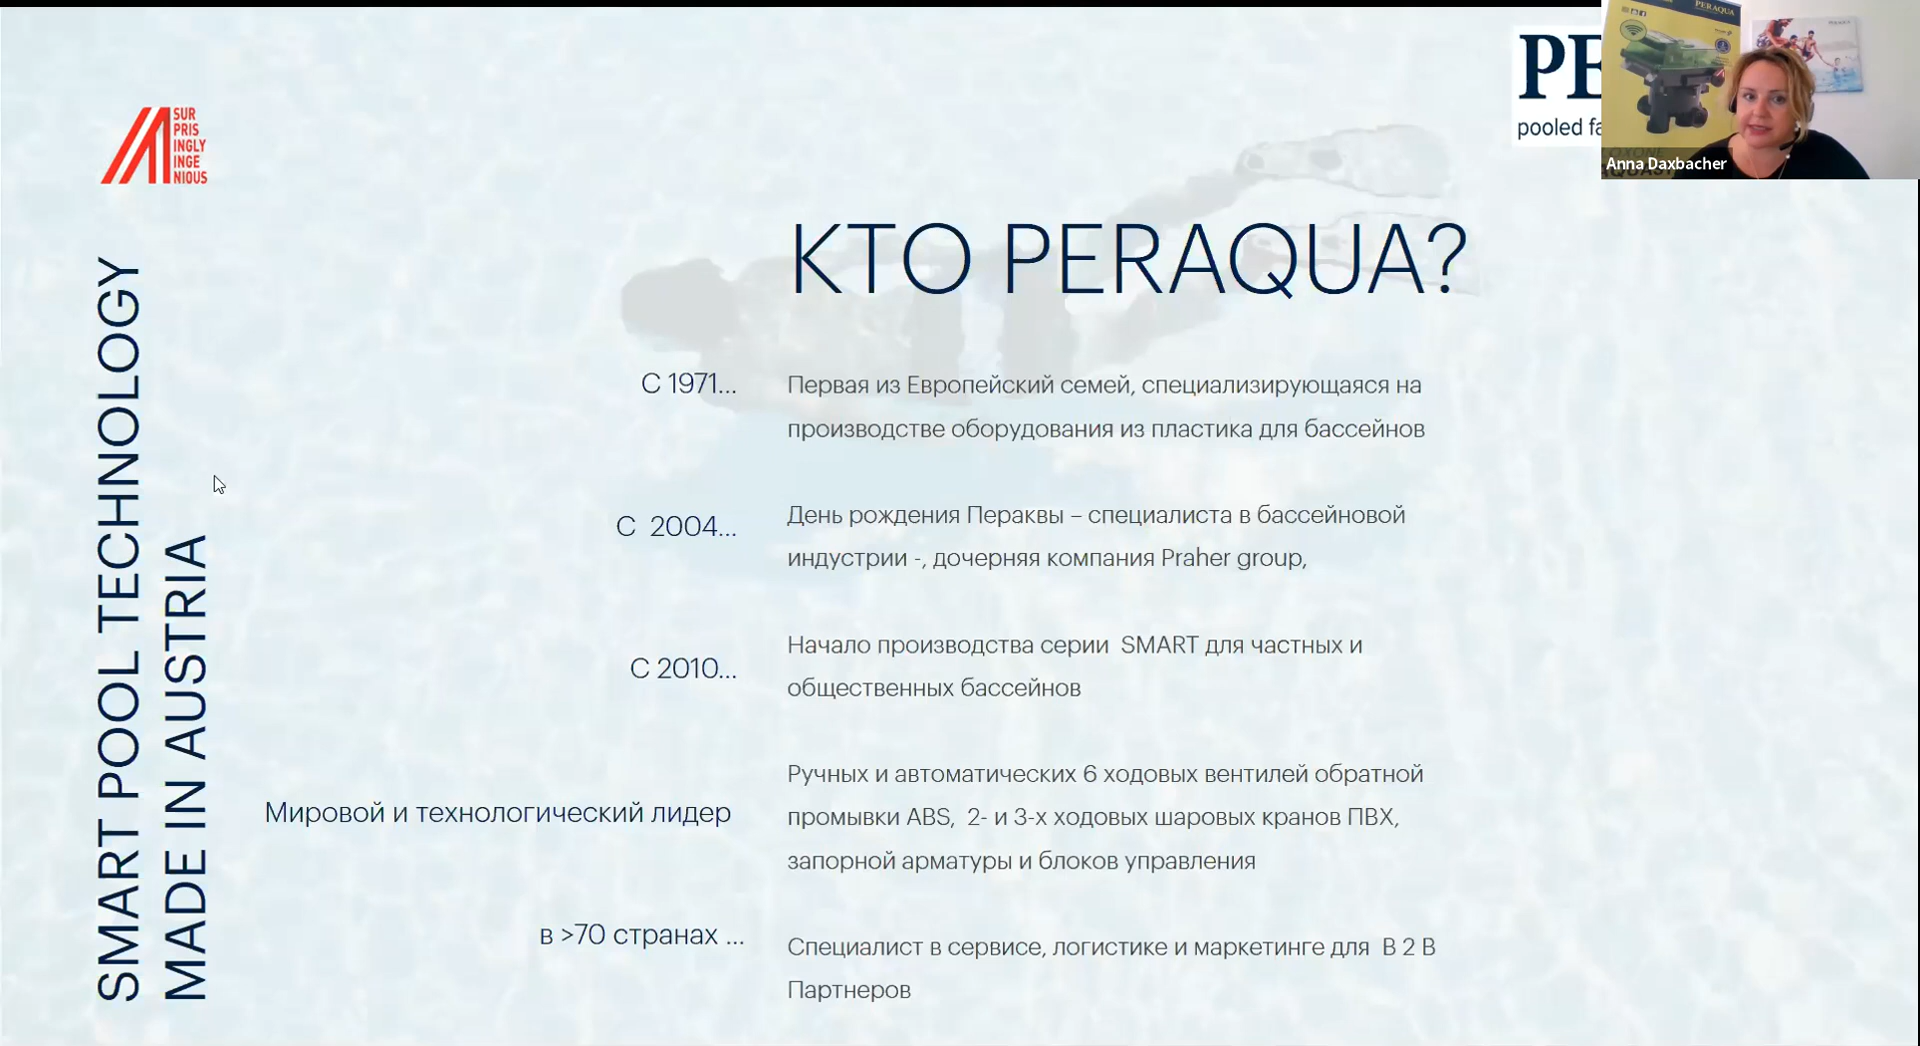 SUR
PRIS
INGLY
INGE
NIOUS
PERAQUA
Anna Daxbacher
SMART POOL TECHNOLOGY
MADE IN AUSTRIA
КТО PERAQUA?
С 1971...
Первая из Европейский семей, специализирующаяся на
производстве оборудования из пластика для бассейнов
С 2004...
День рождения Пераквы – специалиста в бассейновой
индустрии -, дочерняя компания Praher group,
С 2010...
Начало производства серии SMART для частных и
общественных бассейнов
Мировой и технологический лидер
Ручных и автоматических 6 ходовых вентилей обратной
промывки ABS, 2- и 3-х ходовых шаровых кранов ПВХ,
запорной арматуры и блоков управления
в >70 странах ...
Специалист в сервисе, логистике и маркетинге для В 2 В
Партнеров
PE
pooled fa